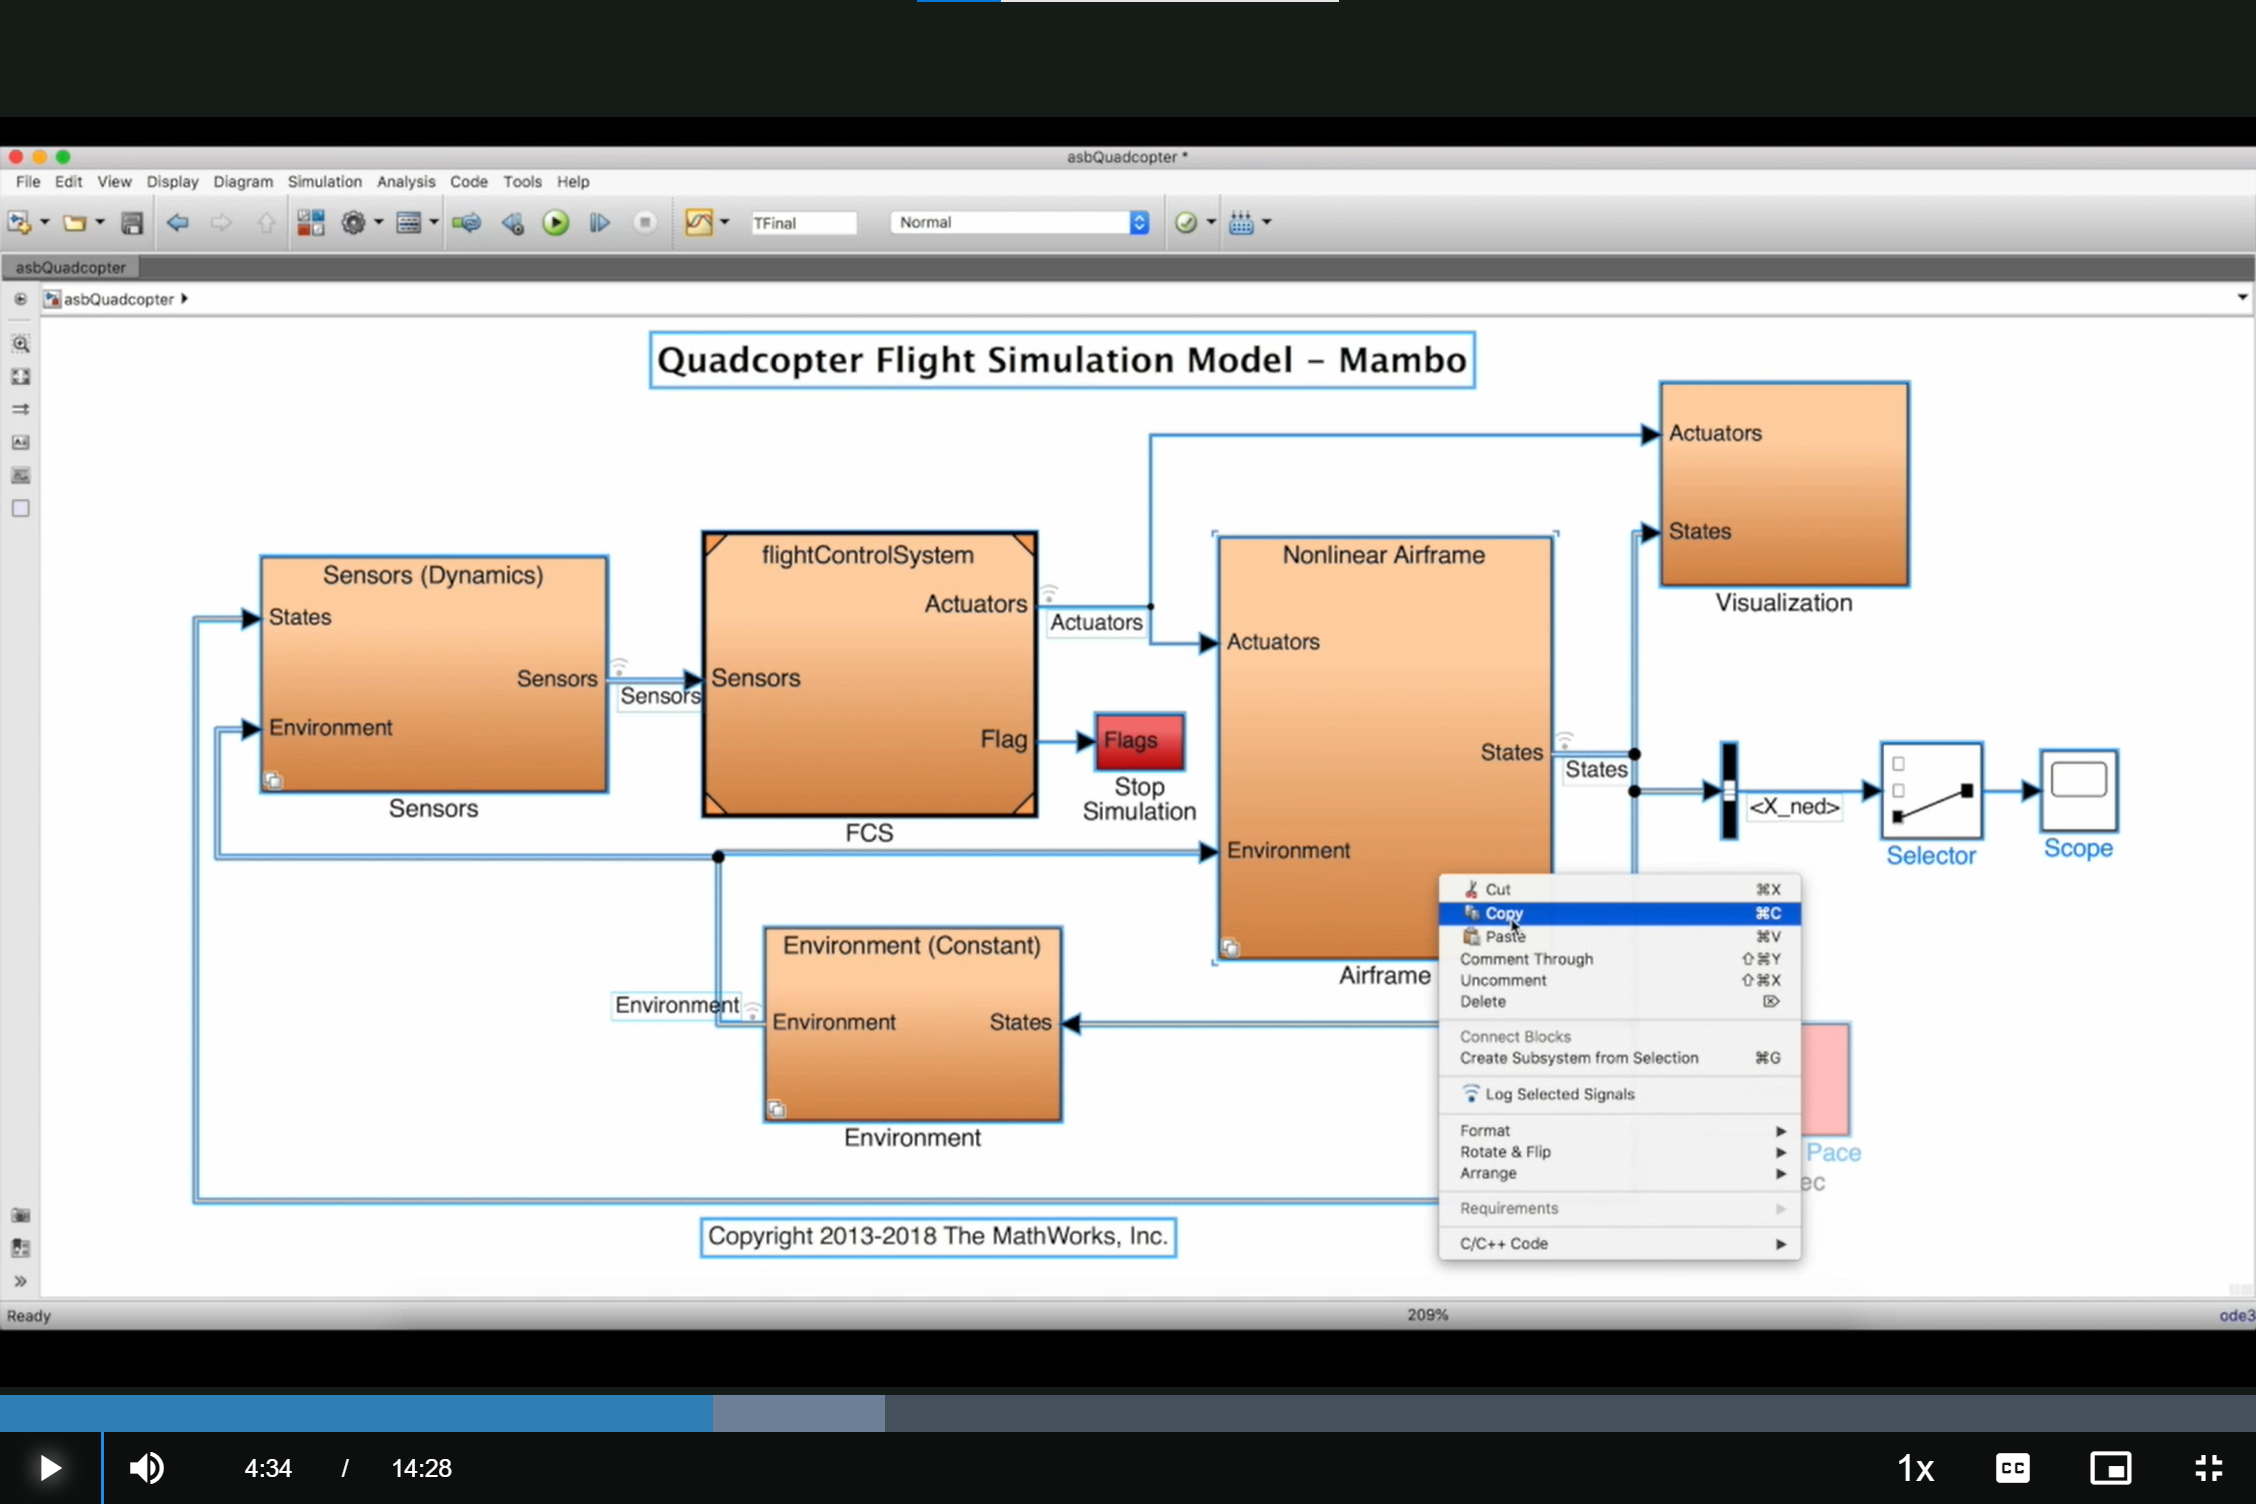 asbQuadcopter *
File Edit View Display Diagram Simulation Analysis Code Tools Help
TFinal Normal
asbQuadcopter
asbQuadcopter
Quadcopter Flight Simulation Model - Mambo
Actuators
States
Visualization
Sensors (Dynamics)
States
Sensors
Environment
Sensors
Sensors
flightControlSystem
Actuators
Sensors
Flag
FCS
Actuators
Flags
Stop
Simulation
Nonlinear Airframe
Actuators
States
Environment
Airframe
States
<X_ned>
Selector
Scope
Environment (Constant)
Environment States
Environment
Environment
Cut ⌘X
Copy ⌘C
Paste ⌘V
Comment Through ⇧⌘Y
Uncomment ⇧⌘X
Delete ⌦
Connect Blocks
Create Subsystem from Selection ⌘G
Log Selected Signals
Format
Rotate & Flip
Arrange
Requirements
C/C++ Code
Pace
ec
Copyright 2013-2018 The MathWorks, Inc.
Ready 209% ode3
4:34 / 14:28 1x CC